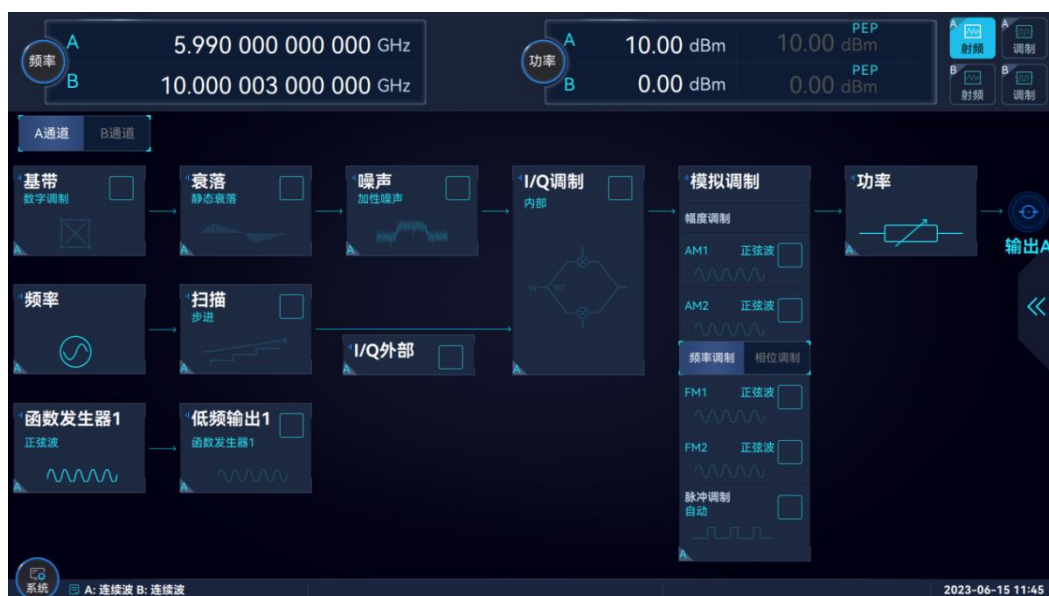 频率
A 5.990 000 000 000 GHz
B 10.000 003 000 000 GHz
功率
A 10.00 dBm PEP 10.00 dBm
B 0.00 dBm PEP 0.00 dBm
A 射频
A 调制
B 射频
B 调制
A通道 B通道
基带
数字调制
A
衰落
静态衰落
A
噪声
加性噪声
A
I/Q调制
内部
90°
A
模拟调制
幅度调制
AM1 正弦波
AM2 正弦波
频率调制 相位调制
FM1 正弦波
FM2 正弦波
脉冲调制
自动
A
功率
A
输出A
频率
A
扫描
步进
A
I/Q外部
A
函数发生器1
正弦波
A
低频输出1
函数发生器1
A
系统
A: 连续波 B: 连续波
2023-06-15 11:45